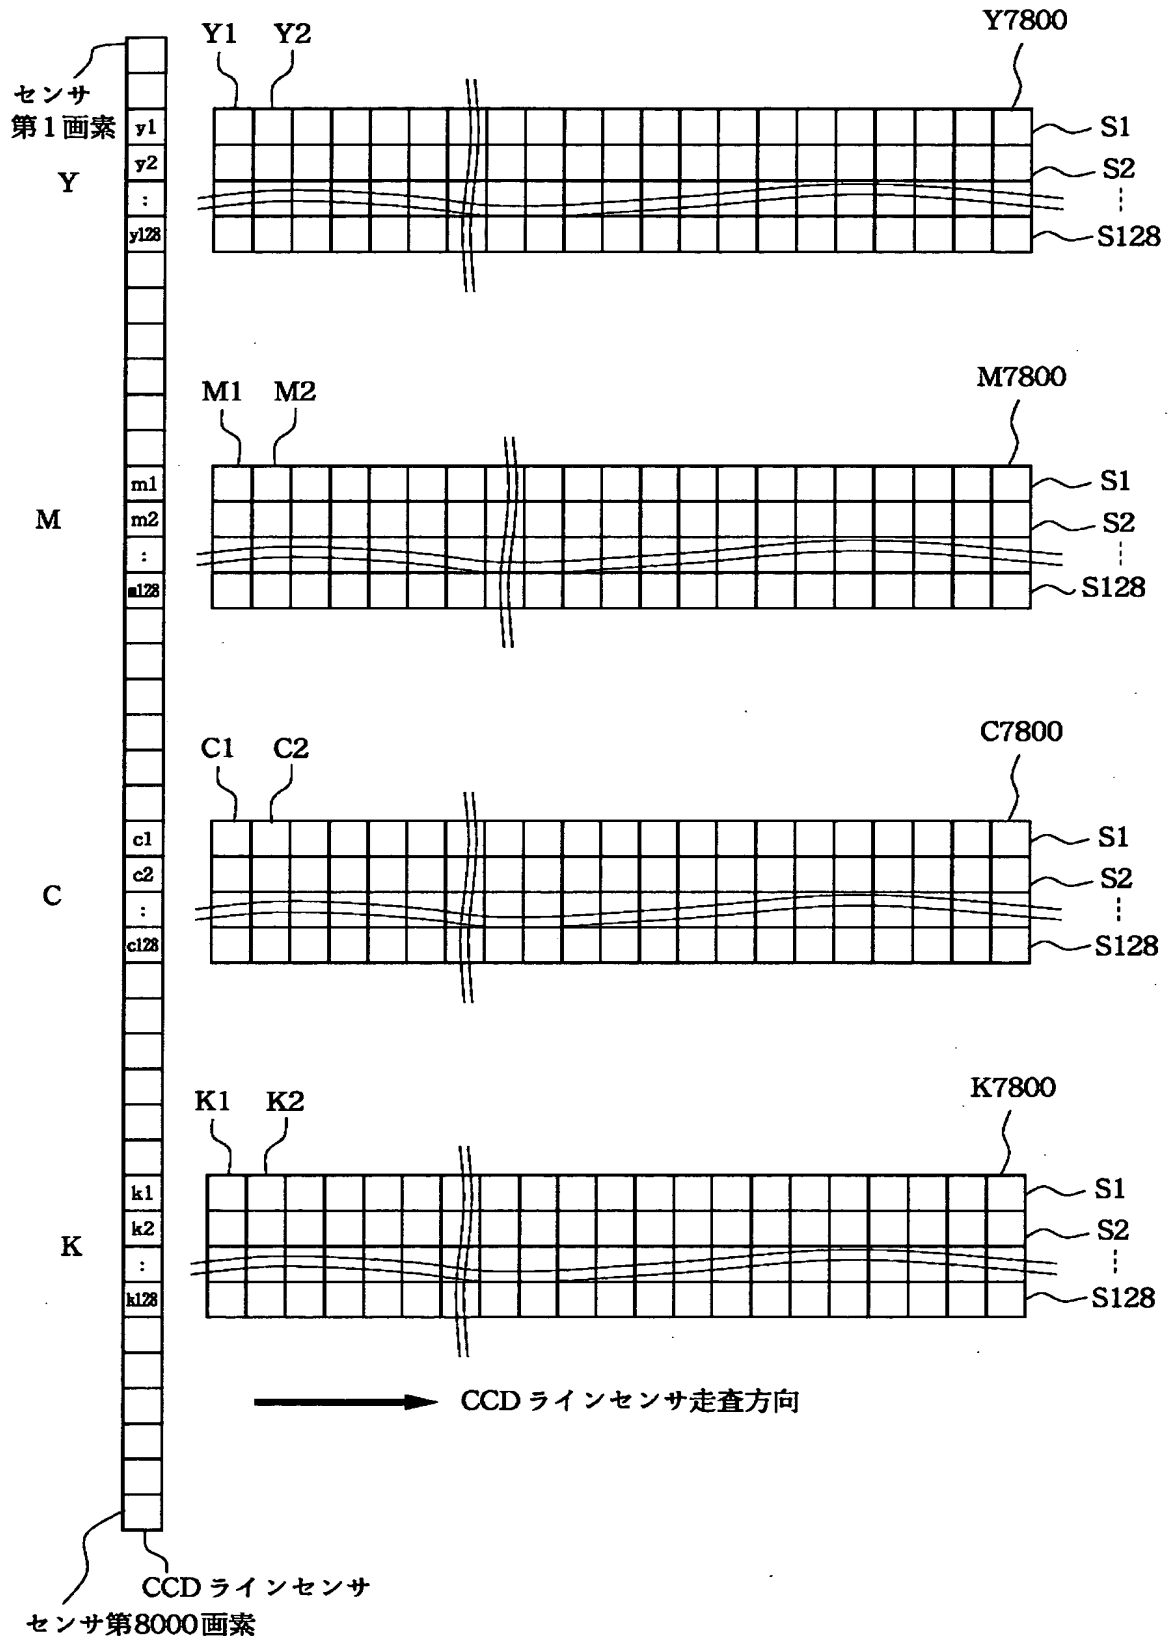 Y1 Y2 Y7800
センサ
第1画素
Y
y1
y2
:
y128
S1
S2
S128
M1 M2 M7800
M
m1
m2
:
m128
S1
S2
S128
C1 C2 C7800
C
c1
c2
:
c128
S1
S2
S128
K1 K2 K7800
K
k1
k2
:
k128
S1
S2
S128
CCDラインセンサ走査方向
CCDラインセンサ
センサ第8000画素